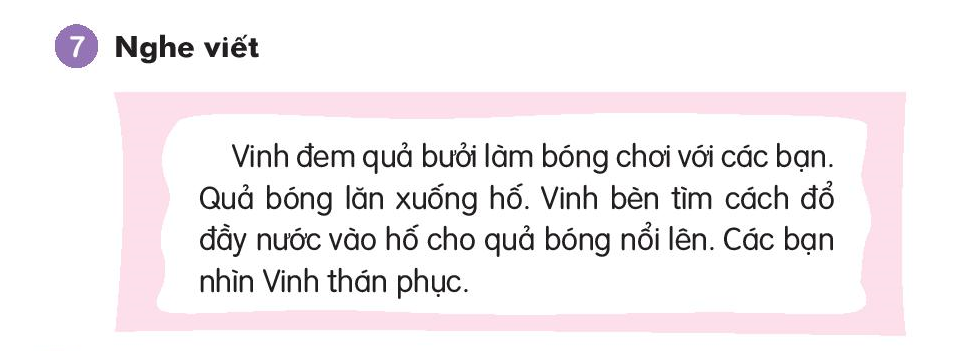 7 Nghe viết
Vinh đem quả bưởi làm bóng chơi với các bạn.
Quả bóng lăn xuống hố. Vinh bèn tìm cách đổ
đầy nước vào hố cho quả bóng nổi lên. Các bạn
nhìn Vinh thán phục.